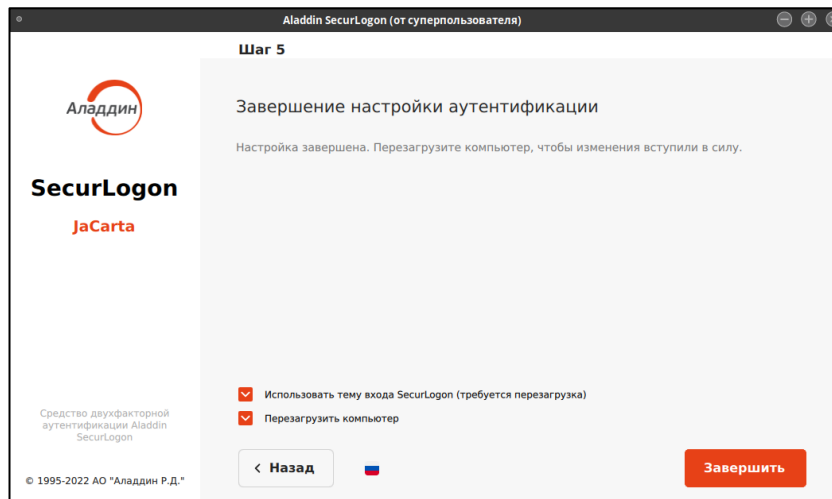 Aladdin SecurLogon (от суперпользователя)
Шаг 5
Аладдин
SecurLogon
JaCarta
Завершение настройки аутентификации
Настройка завершена. Перезагрузите компьютер, чтобы изменения вступили в силу.
Использовать тему входа SecurLogon (требуется перезагрузка)
Перезагрузить компьютер
Средство двухфакторной
аутентификации Aladdin
SecurLogon
© 1995-2022 АО "Аладдин Р.Д."
Назад
Завершить